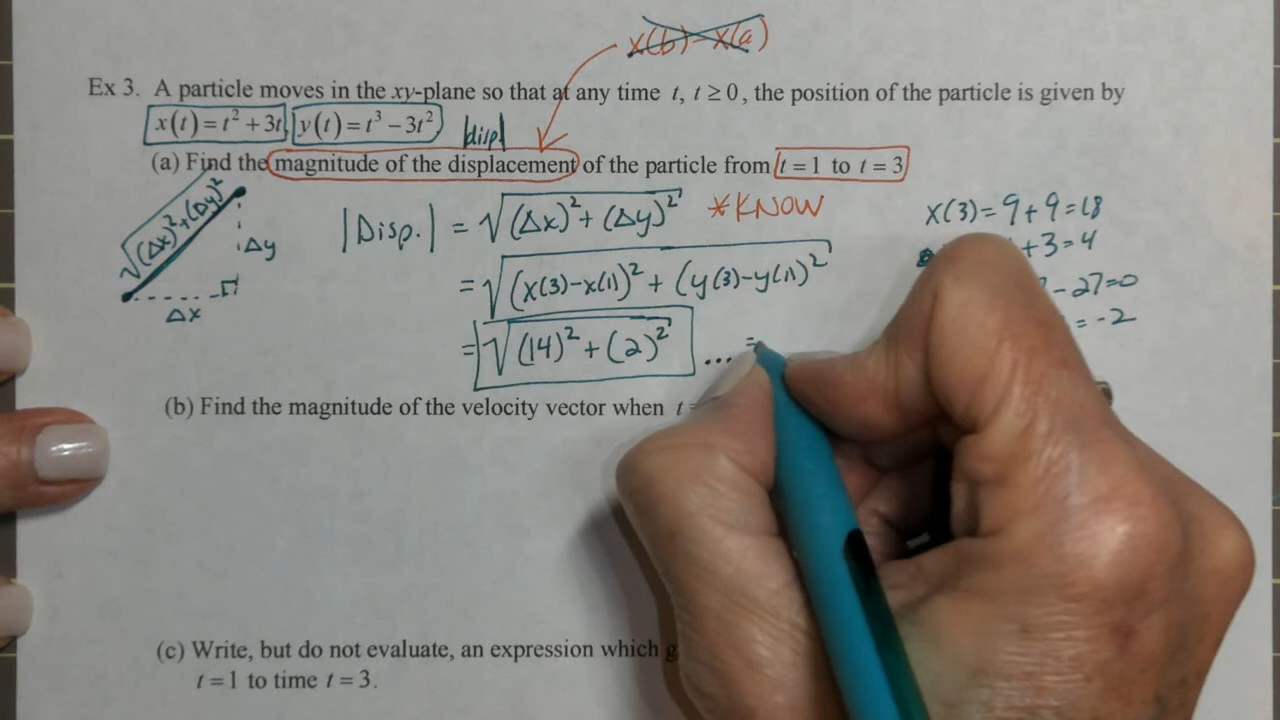 x(b)-x(a)
Ex 3. A particle moves in the xy-plane so that at any time t, t ≥ 0, the position of the particle is given by
x(t) = t² + 3t, y(t) = t³ − 3t²
|displ
(a) Find the magnitude of the displacement of the particle from t = 1 to t = 3
√(Δx)²+(Δy)²
Δy
Δx
|Disp.| = √(Δx)²+(Δy)² *KNOW
= √(x(3)-x(1))² + (y(3)-y(1))²
= √(14)² + (2)² ... =
x(3)= 9+9=18
+3=4
-27=0
= -2
(b) Find the magnitude of the velocity vector when t
(c) Write, but do not evaluate, an expression which
t = 1 to time t = 3.